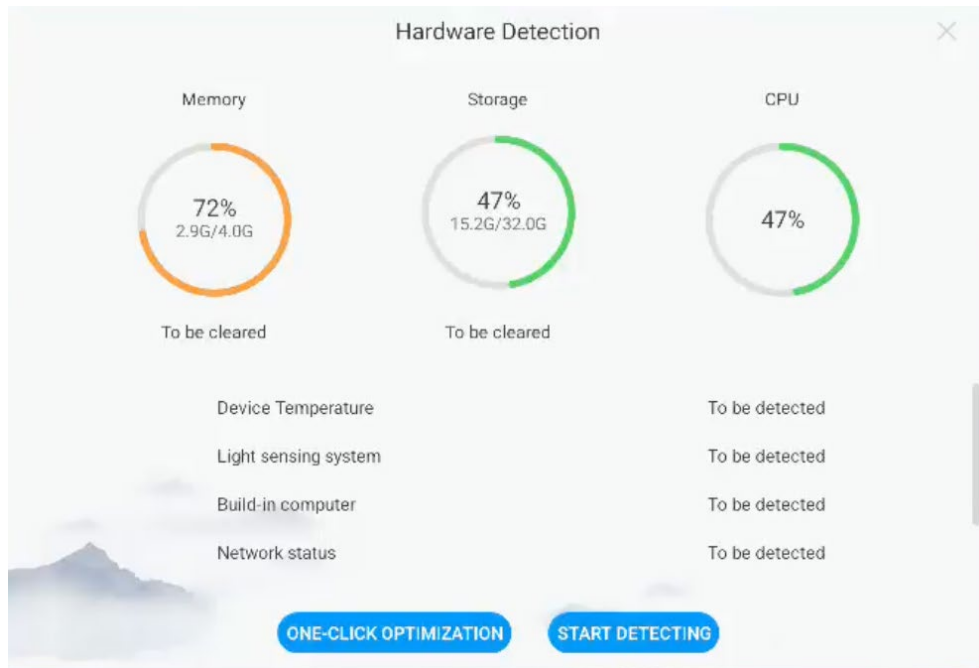 Hardware Detection
Memory
Storage
CPU
72%
2.9G/4.0G
47%
15.2G/32.0G
47%
To be cleared
To be cleared
Device Temperature To be detected
Light sensing system To be detected
Build-in computer To be detected
Network status To be detected
ONE-CLICK OPTIMIZATION
START DETECTING